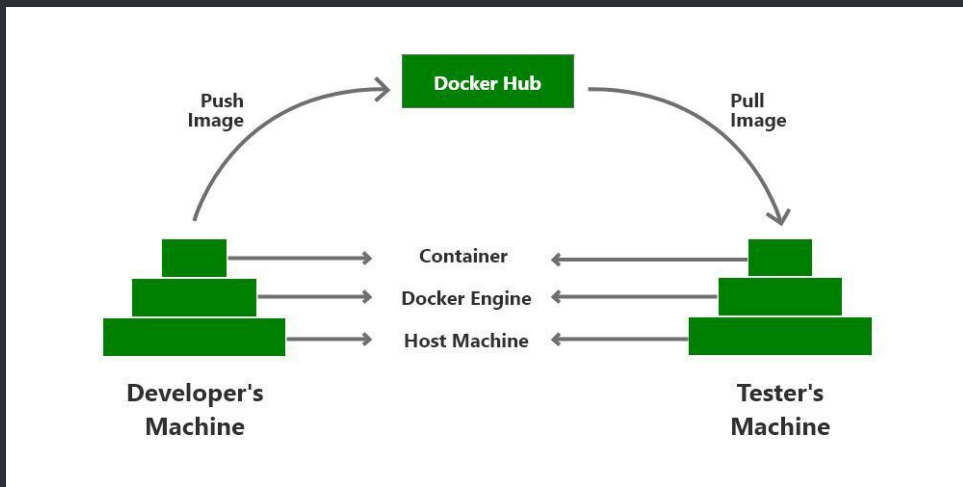 Docker Hub
Push
Image
Pull
Image
Container
Docker Engine
Host Machine
Developer's
Machine
Tester's
Machine